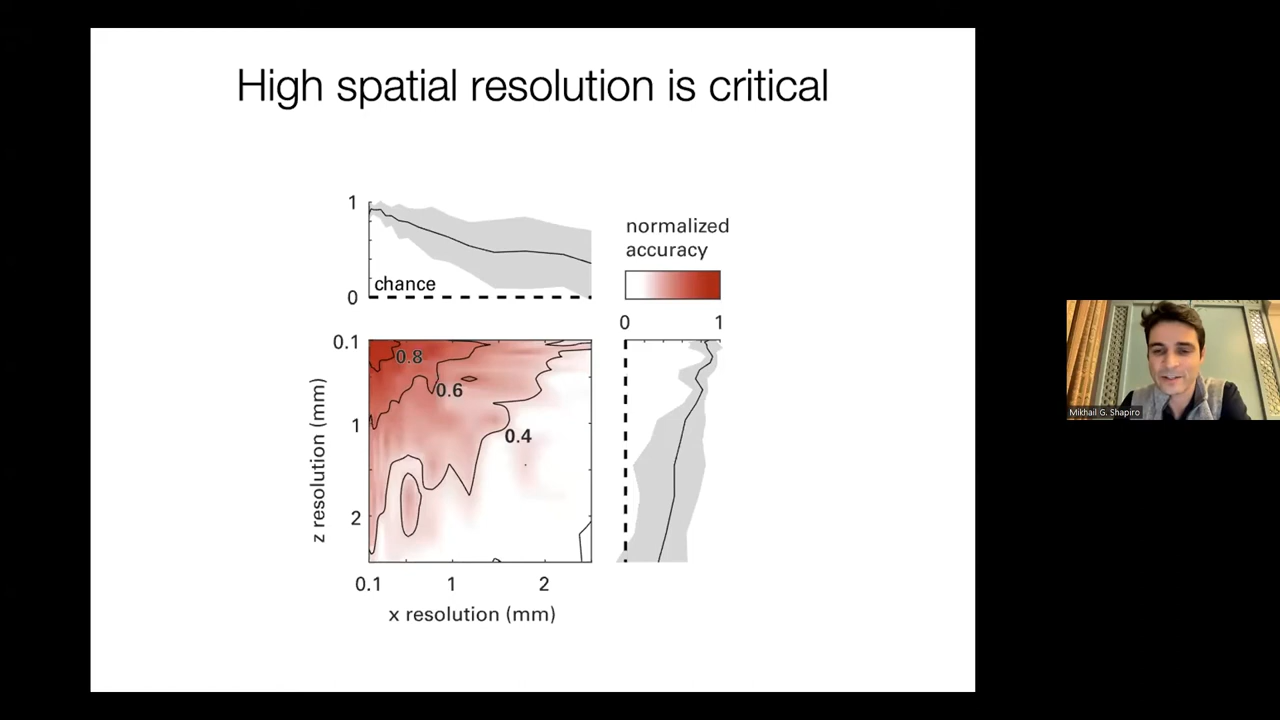 High spatial resolution is critical
1
chance
0
normalized
accuracy
0 1
0.1
1
2
z resolution (mm)
0.8
0.6
0.4
0.1 1 2
x resolution (mm)
Mikhail G. Shapiro